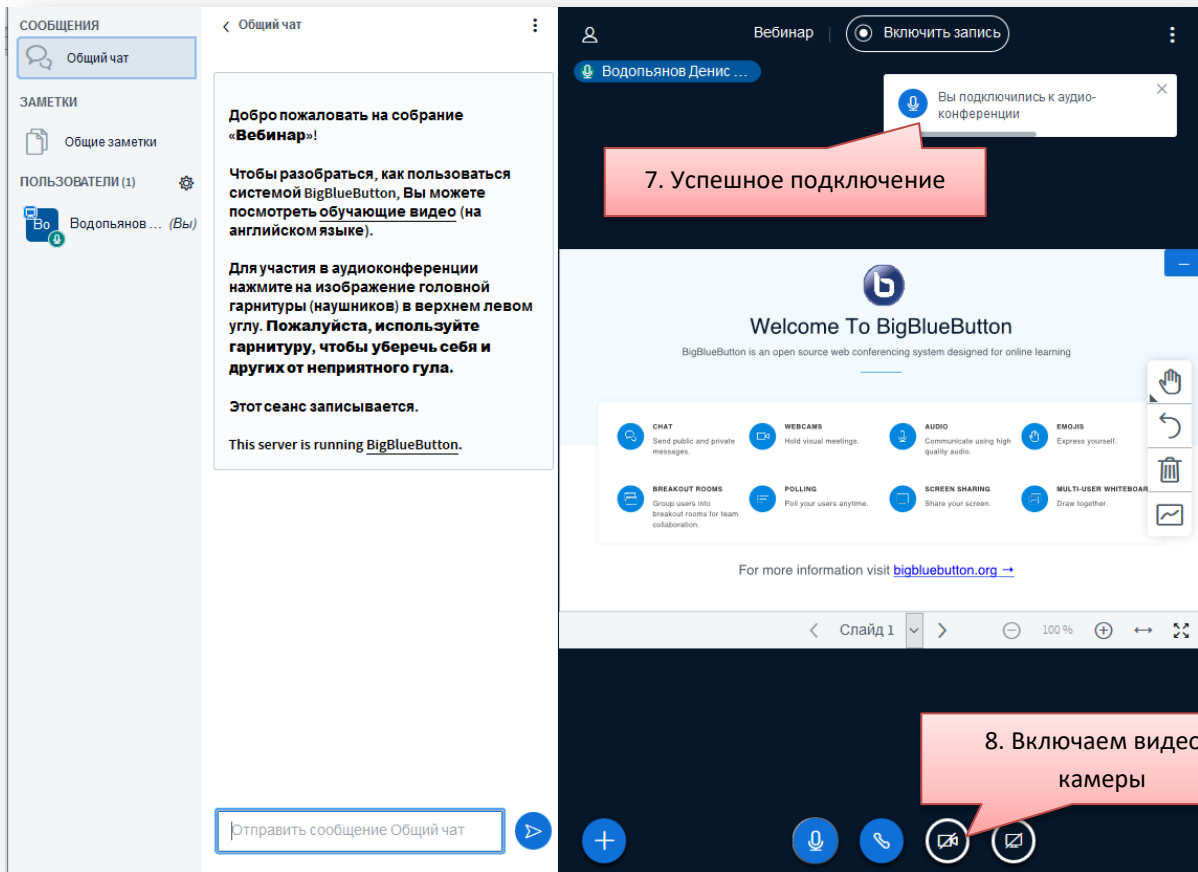 СООБЩЕНИЯ
Общий чат
ЗАМЕТКИ
Общие заметки
ПОЛЬЗОВАТЕЛИ (1)
Во
Водопьянов ... (Вы)
Общий чат
Добро пожаловать на собрание
«Вебинар»!
Чтобы разобраться, как пользоваться
системой BigBlueButton, Вы можете
посмотреть обучающие видео (на
английском языке).
Для участия в аудиоконференции
нажмите на изображение головной
гарнитуры (наушников) в верхнем левом
углу. Пожалуйста, используйте
гарнитуру, чтобы уберечь себя и
других от неприятного гула.
Этот сеанс записывается.
This server is running BigBlueButton.
Отправить сообщение Общий чат
Вебинар
Включить запись
Водопьянов Денис ...
Вы подключились к аудио-
конференции
7. Успешное подключение
Welcome To BigBlueButton
BigBlueButton is an open source web conferencing system designed for online learning
CHAT
Send public and private
messages.
WEBCAMS
Hold visual meetings.
AUDIO
Communicate using high
quality audio.
EMOJIS
Express yourself.
BREAKOUT ROOMS
Group users into
breakout rooms for team
collaboration.
POLLING
Poll your users anytime.
SCREEN SHARING
Share your screen.
MULTI-USER WHITEBOAR
Draw together.
For more information visit bigbluebutton.org →
Слайд 1
100 %
8. Включаем видео
камеры